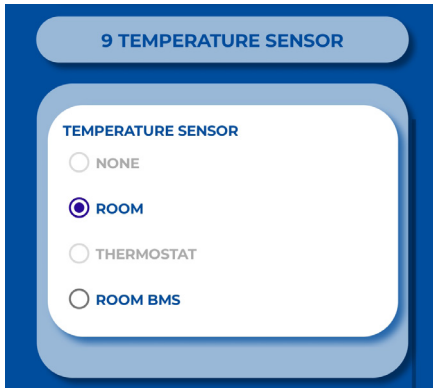 9 TEMPERATURE SENSOR
TEMPERATURE SENSOR
NONE
ROOM
THERMOSTAT
ROOM BMS